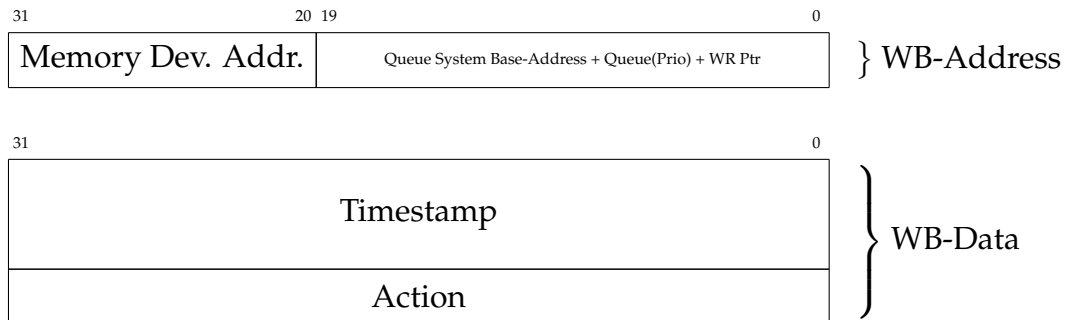 31 20 19 0
Memory Dev. Addr. Queue System Base-Address + Queue(Prio) + WR Ptr } WB-Address
31 0
Timestamp
WB-Data
Action